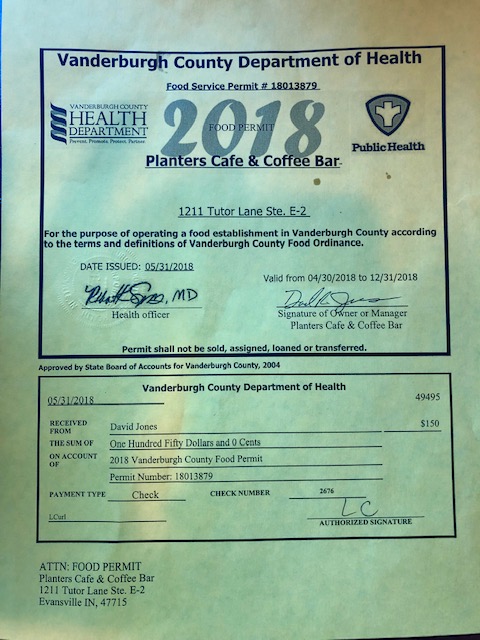 Vanderburgh County Department of Health
Food Service Permit # 18013879
VANDERBURGH COUNTY
HEALTH
DEPARTMENT
Prevent. Promote. Protect. Partner.
2018
FOOD PERMIT
Public Health
Planters Cafe & Coffee Bar
1211 Tutor Lane Ste. E-2
For the purpose of operating a food establishment in Vanderburgh County according
to the terms and definitions of Vanderburgh County Food Ordinance.
DATE ISSUED: 05/31/2018
Valid from 04/30/2018 to 12/31/2018
MD
Health officer
Signature of Owner or Manager
Planters Cafe & Coffee Bar
Permit shall not be sold, assigned, loaned or transferred.
Approved by State Board of Accounts for Vanderburgh County, 2004
Vanderburgh County Department of Health
05/31/2018 49495
RECEIVED FROM David Jones $150
THE SUM OF One Hundred Fifty Dollars and 0 Cents
ON ACCOUNT OF 2018 Vanderburgh County Food Permit
Permit Number: 18013879
PAYMENT TYPE Check CHECK NUMBER 2676
LC
LCurl
AUTHORIZED SIGNATURE
ATTN: FOOD PERMIT
Planters Cafe & Coffee Bar
1211 Tutor Lane Ste. E-2
Evansville IN, 47715